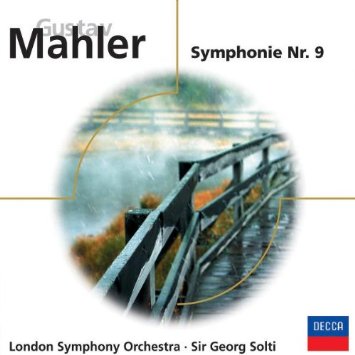 Gustav
Mahler
Symphonie Nr. 9
DECCA
London Symphony Orchestra · Sir Georg Solti